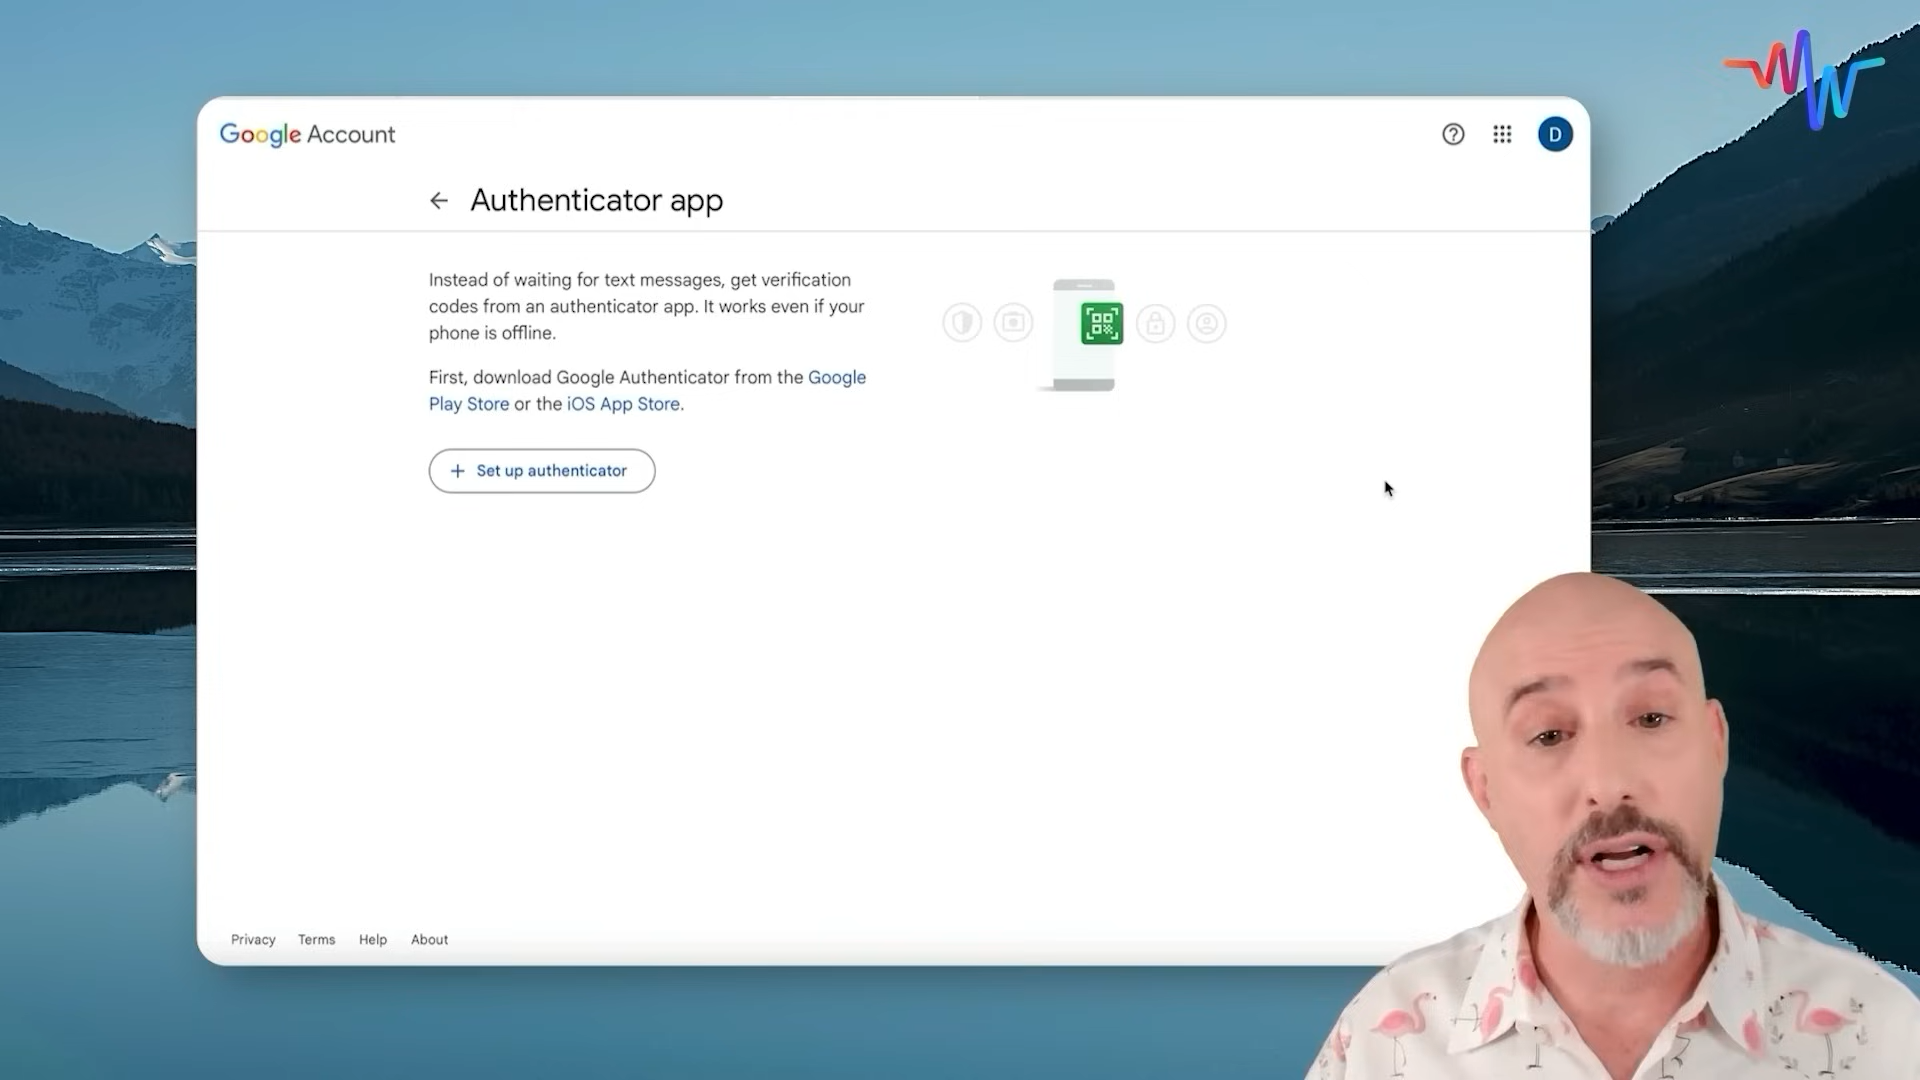 Google Account
D
Authenticator app
Instead of waiting for text messages, get verification
codes from an authenticator app. It works even if your
phone is offline.
First, download Google Authenticator from the Google
Play Store or the iOS App Store.
+ Set up authenticator
Privacy Terms Help About